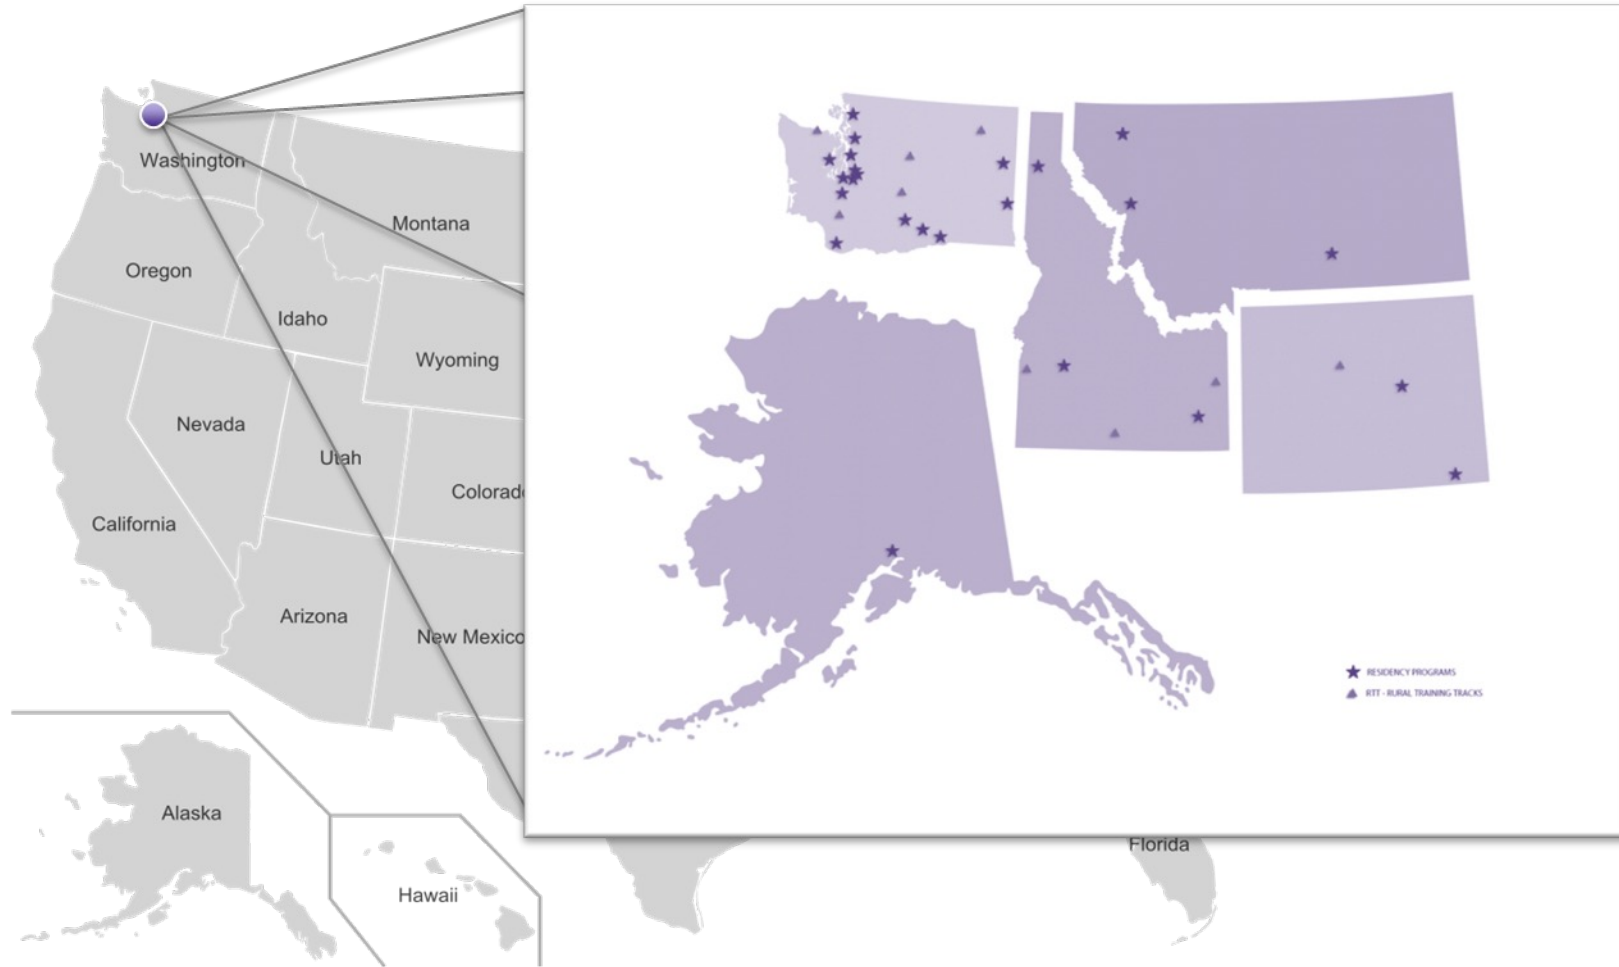 Washington
Montana
Oregon
Idaho
Wyoming
Nevada
Utah
Colorad
California
Arizona
New Mexico
RESIDENCY PROGRAMS
RTT - RURAL TRAINING TRACKS
Alaska
Florida
Hawaii